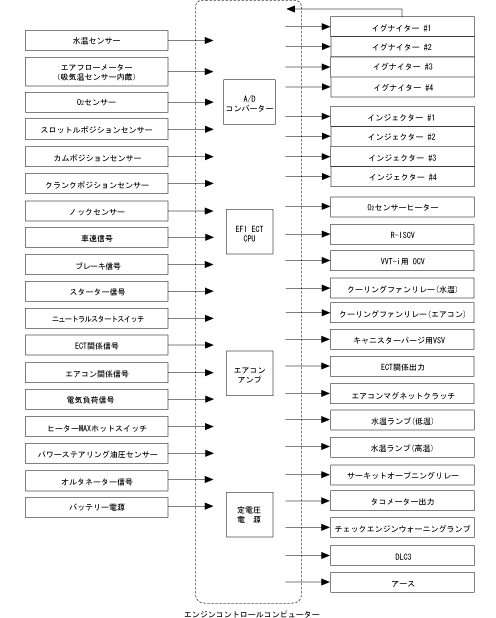 水温センサー
エアフローメーター
(吸気温センサー内蔵)
O2センサー
スロットルポジションセンサー
カムポジションセンサー
クランクポジションセンサー
ノックセンサー
車速信号
ブレーキ信号
スターター信号
ニュートラルスタートスイッチ
ECT関係信号
エアコン関係信号
電気負荷信号
ヒーターMAXホットスイッチ
パワーステアリング油圧センサー
オルタネーター信号
バッテリー電源
A/D
コンバーター
EFI ECT
CPU
エアコン
アンプ
定電圧
電　源
イグナイター #1
イグナイター #2
イグナイター #3
イグナイター #4
インジェクター #1
インジェクター #2
インジェクター #3
インジェクター #4
O2センサーヒーター
R-ISCV
VVT-i用 OCV
クーリングファンリレー(水温)
クーリングファンリレー(エアコン)
キャニスターパージ用VSV
ECT関係出力
エアコンマグネットクラッチ
水温ランプ(低温)
水温ランプ(高温)
サーキットオープニングリレー
タコメーター出力
チェックエンジンウォーニングランプ
DLC3
アース
エンジンコントロールコンピューター